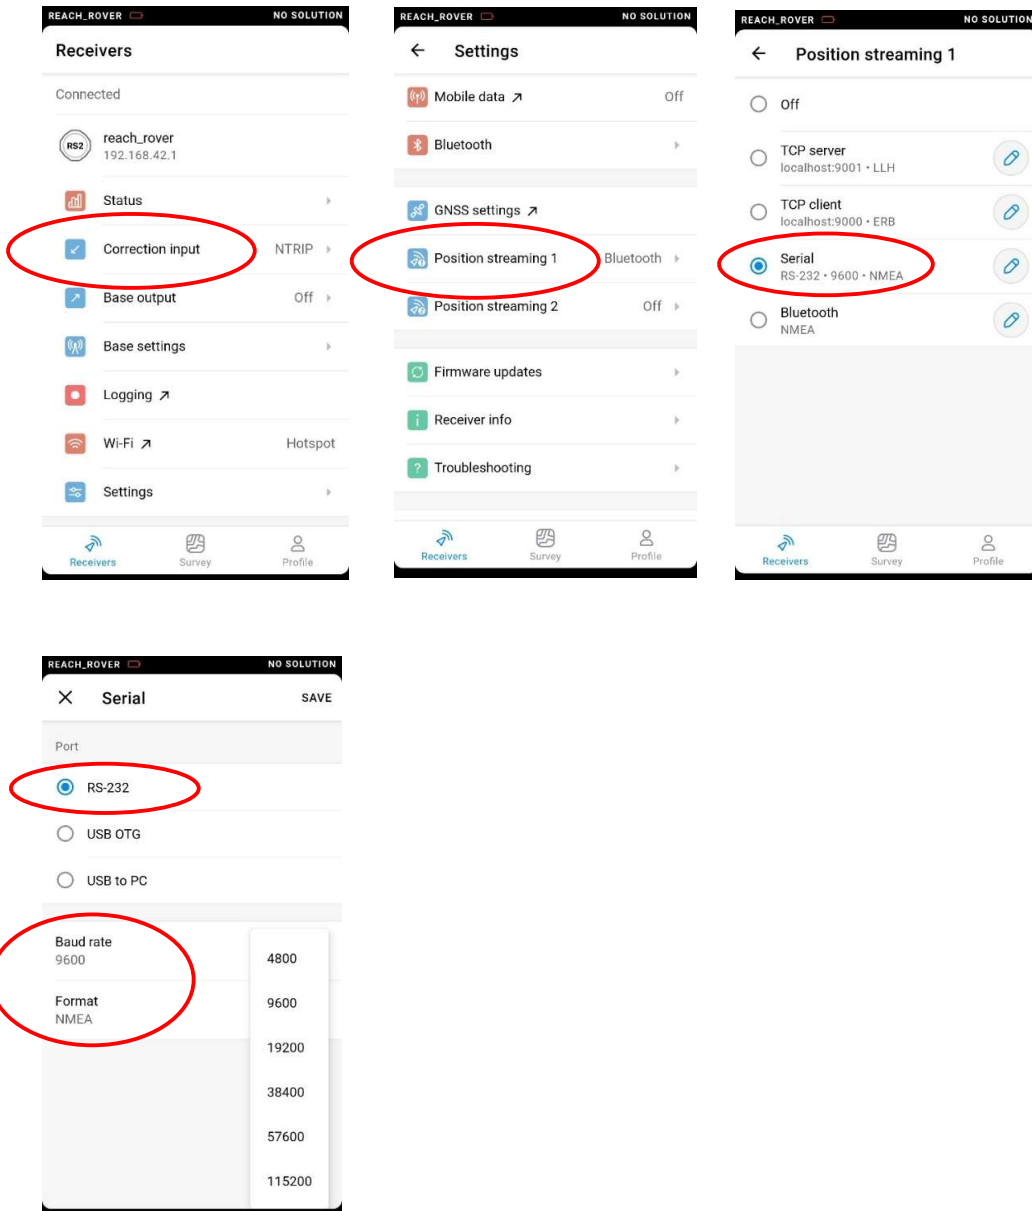 REACH_ROVER NO SOLUTION
Receivers
Connected
RS2
reach_rover
192.168.42.1
Status
Correction input NTRIP
Base output Off
Base settings
Logging
Wi-Fi Hotspot
Settings
Receivers Survey Profile
REACH_ROVER NO SOLUTION
Settings
Mobile data Off
Bluetooth
GNSS settings
Position streaming 1 Bluetooth
Position streaming 2 Off
Firmware updates
Receiver info
Troubleshooting
Receivers Survey Profile
REACH_ROVER NO SOLUTION
Position streaming 1
Off
TCP server
localhost:9001 • LLH
TCP client
localhost:9000 • ERB
Serial
RS-232 • 9600 • NMEA
Bluetooth
NMEA
Receivers Survey Profile
REACH_ROVER NO SOLUTION
Serial SAVE
Port
RS-232
USB OTG
USB to PC
Baud rate
9600
Format
NMEA
4800
9600
19200
38400
57600
115200